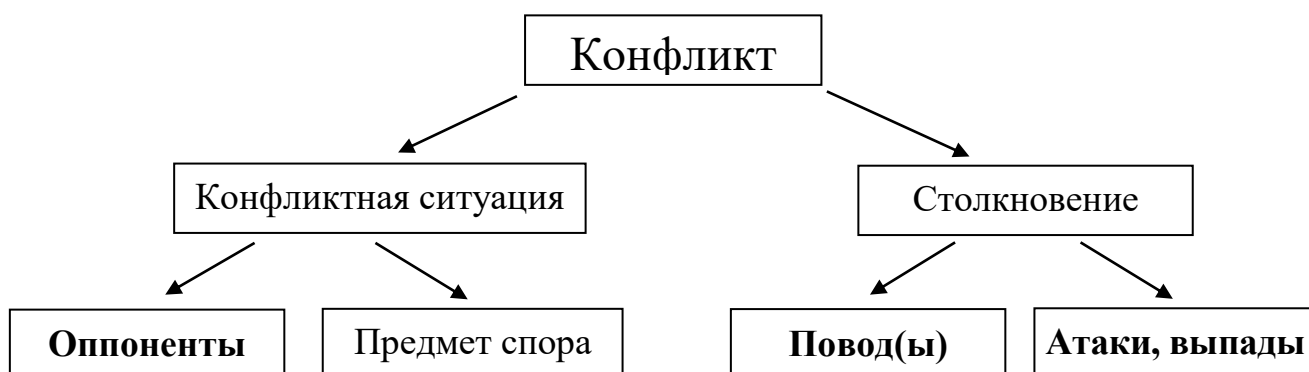 Конфликт
Конфликтная ситуация
Столкновение
Оппоненты
Предмет спора
Повод(ы)
Атаки, выпады